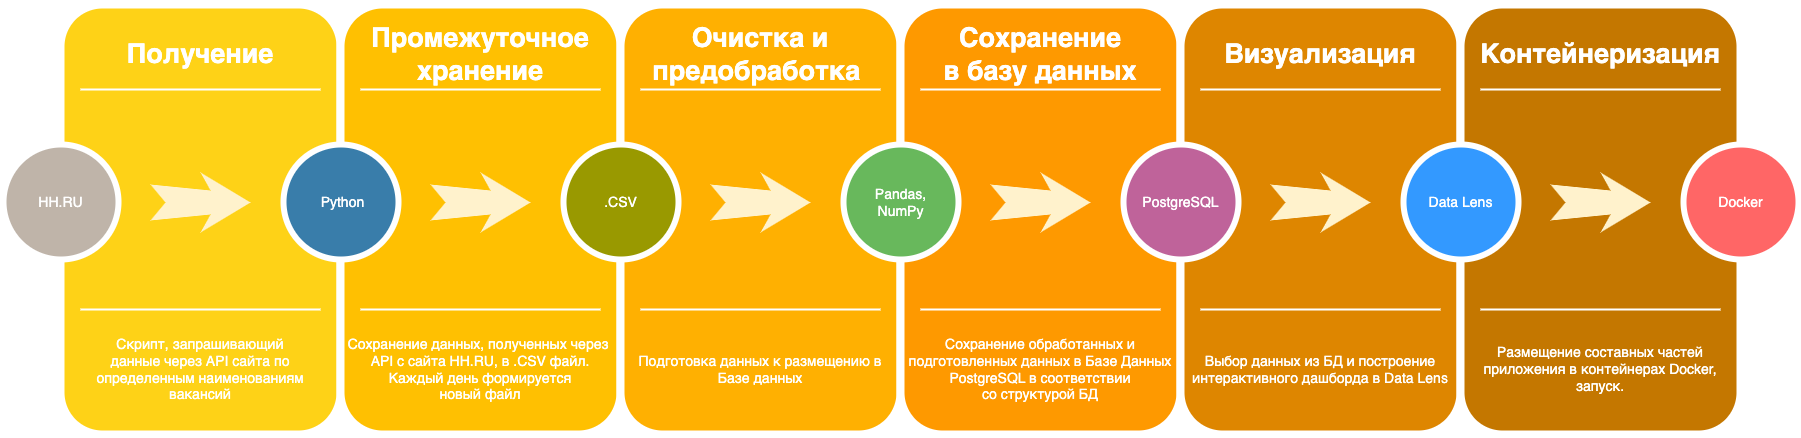 Получение
Промежуточное
хранение
Очистка и
предобработка
Сохранение
в базу данных
Визуализация
Контейнеризация
HH.RU
Python
.CSV
Pandas,
NumPy
PostgreSQL
Data Lens
Docker
Скрипт, запрашивающий
данные через API сайта по
определенным наименованиям
вакансий
Сохранение данных, полученных через
API с сайта HH.RU, в .CSV файл.
Каждый день формируется
новый файл
Подготовка данных к размещению в
Базе данных
Сохранение обработанных и
подготовленных данных в Базе Данных
PostgreSQL в соответствии
со структурой БД
Выбор данных из БД и построение
интерактивного дашборда в Data Lens
Размещение составных частей
приложения в контейнерах Docker,
запуск.